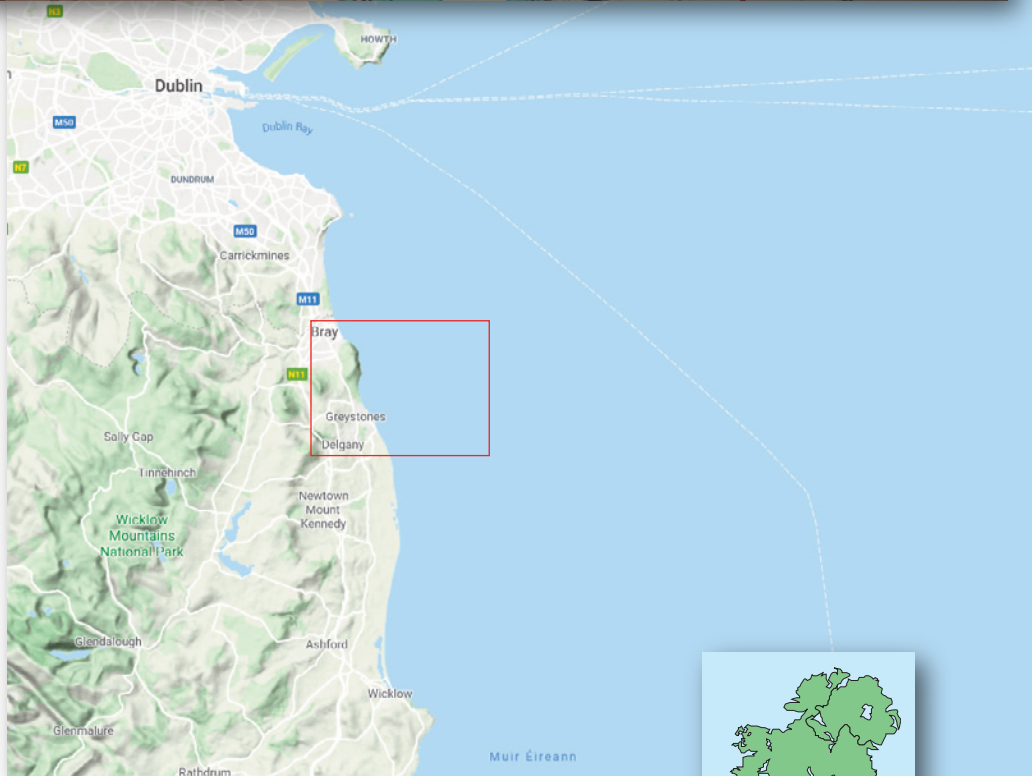 N3
HOWTH
Dublin
M50
Dublin Bay
N7
DUNDRUM
M50
Carrickmines
M11
Bray
N11
Greystones
Sally Gap
Delgany
Tinnehinch
Newtown
Mount
Kennedy
Wicklow
Mountains
National Park
Glendalough
Ashford
Wicklow
Glenmalure
Muir Éireann
Rathdrum